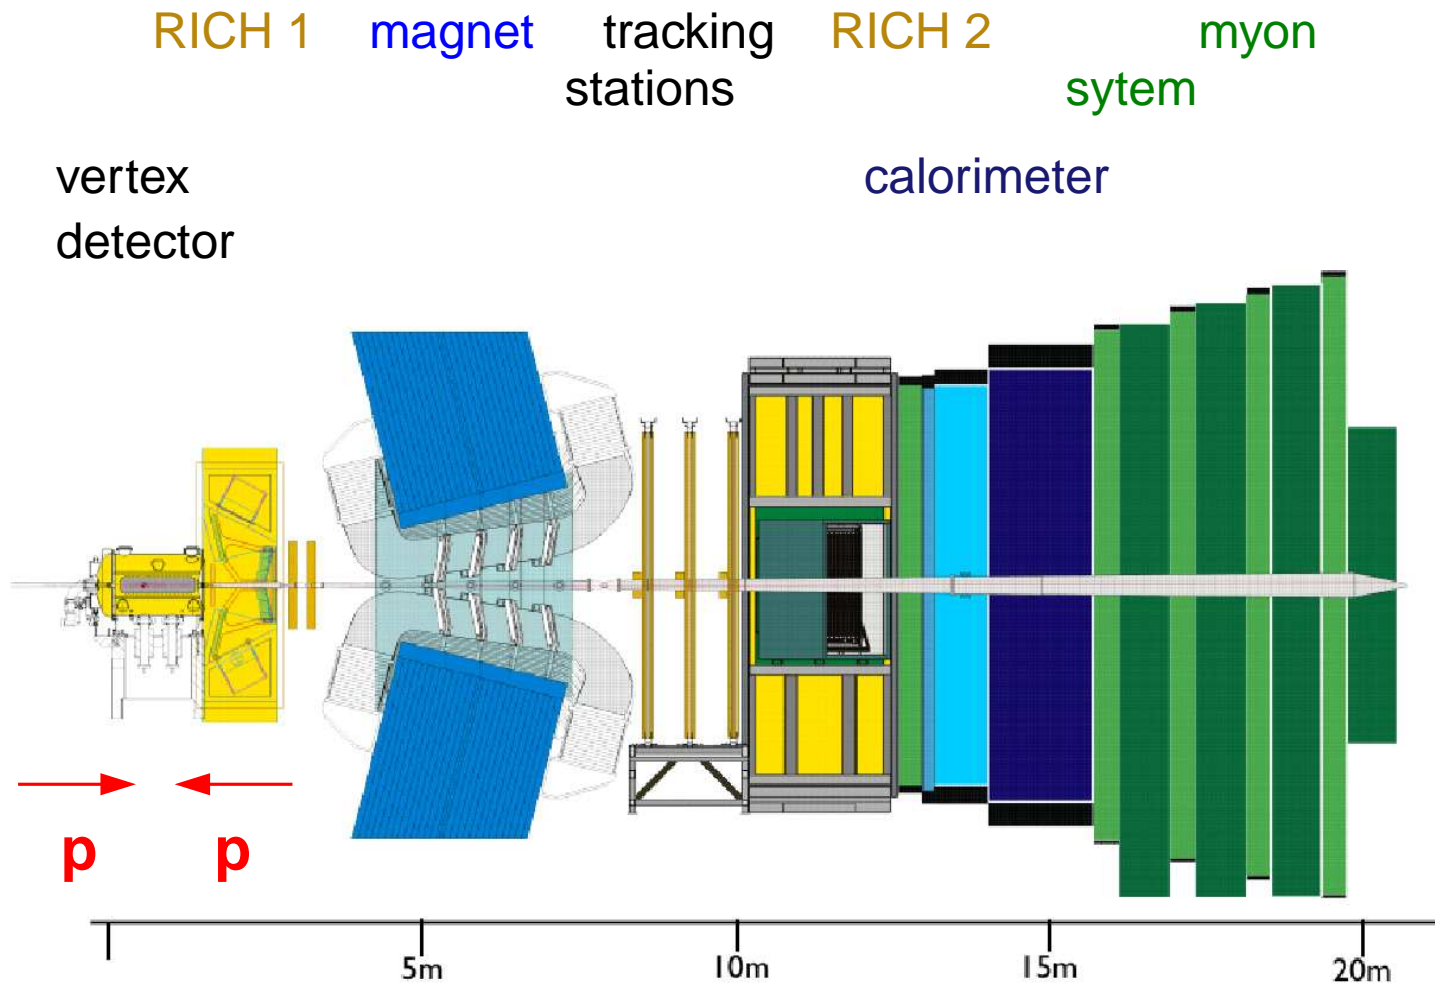 RICH 1 magnet tracking RICH 2 myon
stations sytem
vertex calorimeter
detector
p p
5m 10m 15m 20m